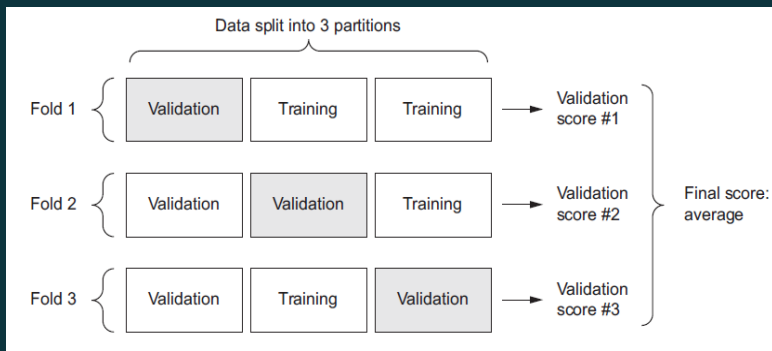 Data split into 3 partitions
Fold 1
Validation
Training
Training
Validation
score #1
Fold 2
Validation
Validation
Training
Validation
score #2
Final score:
average
Fold 3
Validation
Training
Validation
Validation
score #3